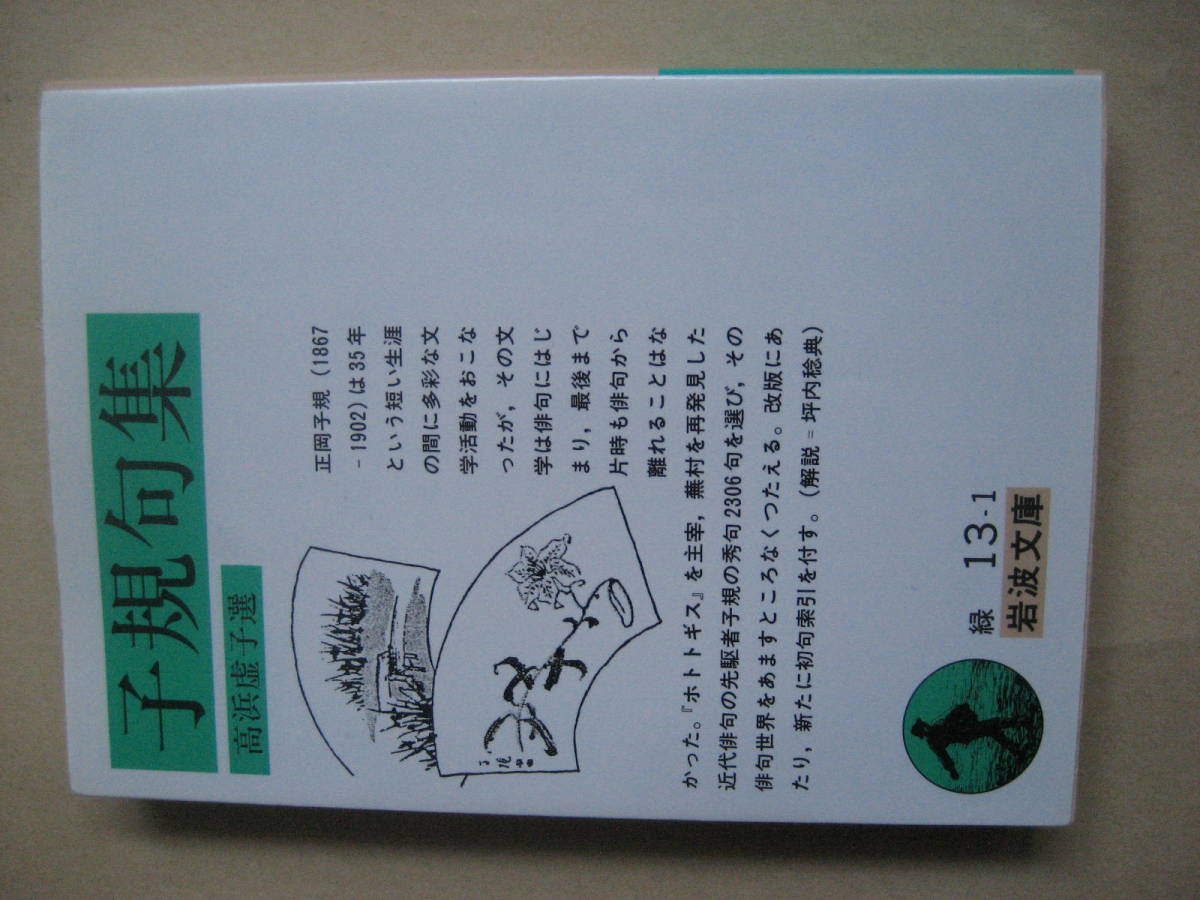 子規句集
高浜虚子選
正岡子規(1867
-1902)は35年
という短い生涯
の間に多彩な文
学活動をおこな
ったが，その文
学は俳句にはじ
まり，最後まで
片時も俳句から
離れることはな
かった。『ホトトギス』を主宰，蕪村を再発見した
近代俳句の先駆者子規の秀句2306句を選び，その
俳句世界をあますところなくつたえる。改版にあ
たり，新たに初句索引を付す。(解説=坪内稔典)
緑 13-1
岩波文庫